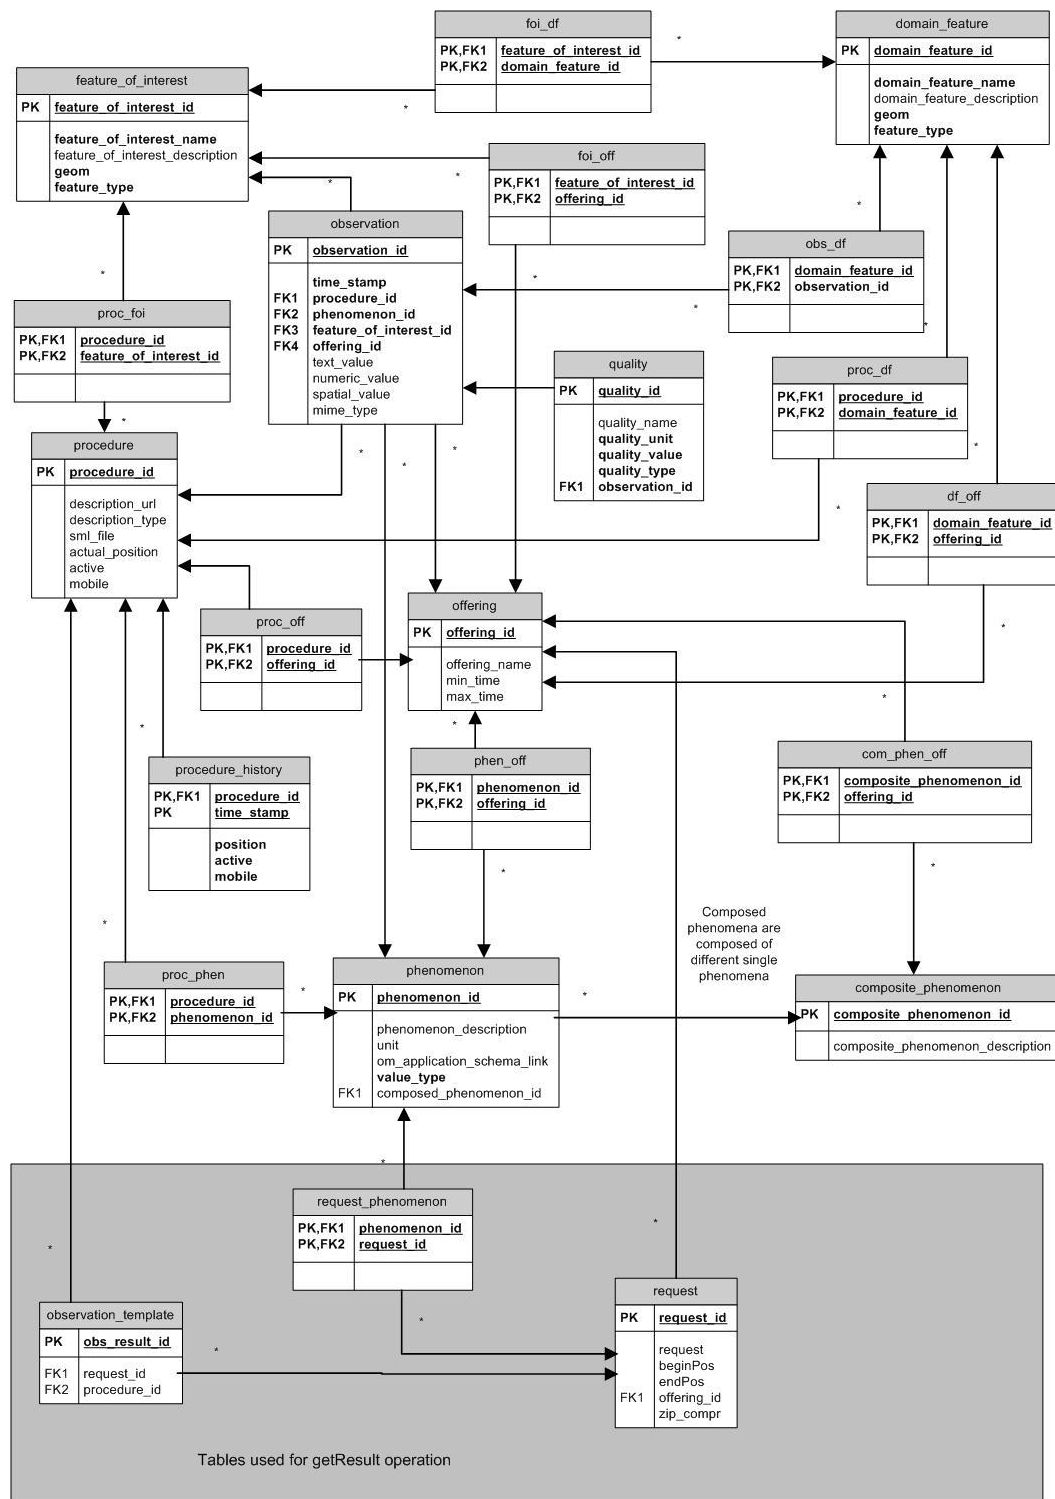 foi_df
PK,FK1 feature_of_interest_id
PK,FK2 domain_feature_id
domain_feature
PK domain_feature_id
domain_feature_name
domain_feature_description
geom
feature_type
feature_of_interest
PK feature_of_interest_id
feature_of_interest_name
feature_of_interest_description
geom
feature_type
foi_off
PK,FK1 feature_of_interest_id
PK,FK2 offering_id
observation
PK observation_id
time_stamp
FK1 procedure_id
FK2 phenomenon_id
FK3 feature_of_interest_id
FK4 offering_id
text_value
numeric_value
spatial_value
mime_type
obs_df
PK,FK1 domain_feature_id
PK,FK2 observation_id
proc_foi
PK,FK1 procedure_id
PK,FK2 feature_of_interest_id
quality
PK quality_id
quality_name
quality_unit
quality_value
quality_type
FK1 observation_id
proc_df
PK,FK1 procedure_id
PK,FK2 domain_feature_id
procedure
PK procedure_id
description_url
description_type
sml_file
actual_position
active
mobile
df_off
PK,FK1 domain_feature_id
PK,FK2 offering_id
proc_off
PK,FK1 procedure_id
PK,FK2 offering_id
offering
PK offering_id
offering_name
min_time
max_time
procedure_history
PK,FK1 procedure_id
PK time_stamp
position
active
mobile
phen_off
PK,FK1 phenomenon_id
PK,FK2 offering_id
com_phen_off
PK,FK1 composite_phenomenon_id
PK,FK2 offering_id
Composed
phenomena are
composed of
different single
phenomena
proc_phen
PK,FK1 procedure_id
PK,FK2 phenomenon_id
phenomenon
PK phenomenon_id
phenomenon_description
unit
om_application_schema_link
value_type
FK1 composed_phenomenon_id
composite_phenomenon
PK composite_phenomenon_id
composite_phenomenon_description
request_phenomenon
PK,FK1 phenomenon_id
PK,FK2 request_id
observation_template
PK obs_result_id
FK1 request_id
FK2 procedure_id
request
PK request_id
request
beginPos
endPos
FK1 offering_id
zip_compr
Tables used for getResult operation